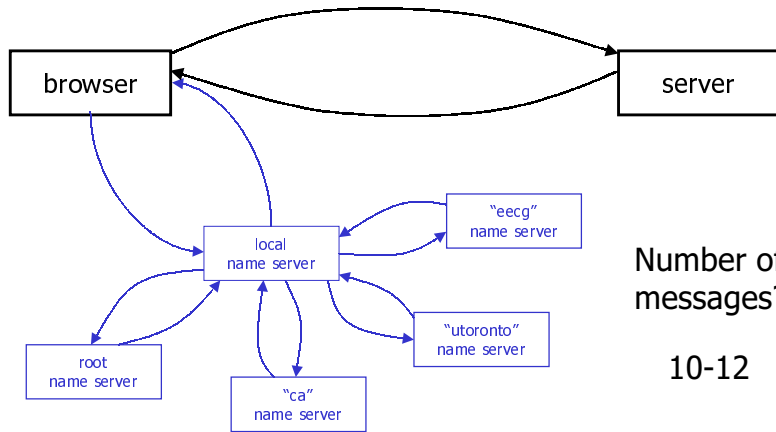 browser
server
“eecg”
name server
local
name server
Number of
messages?
“utoronto”
name server
root
name server
10-12
“ca”
name server